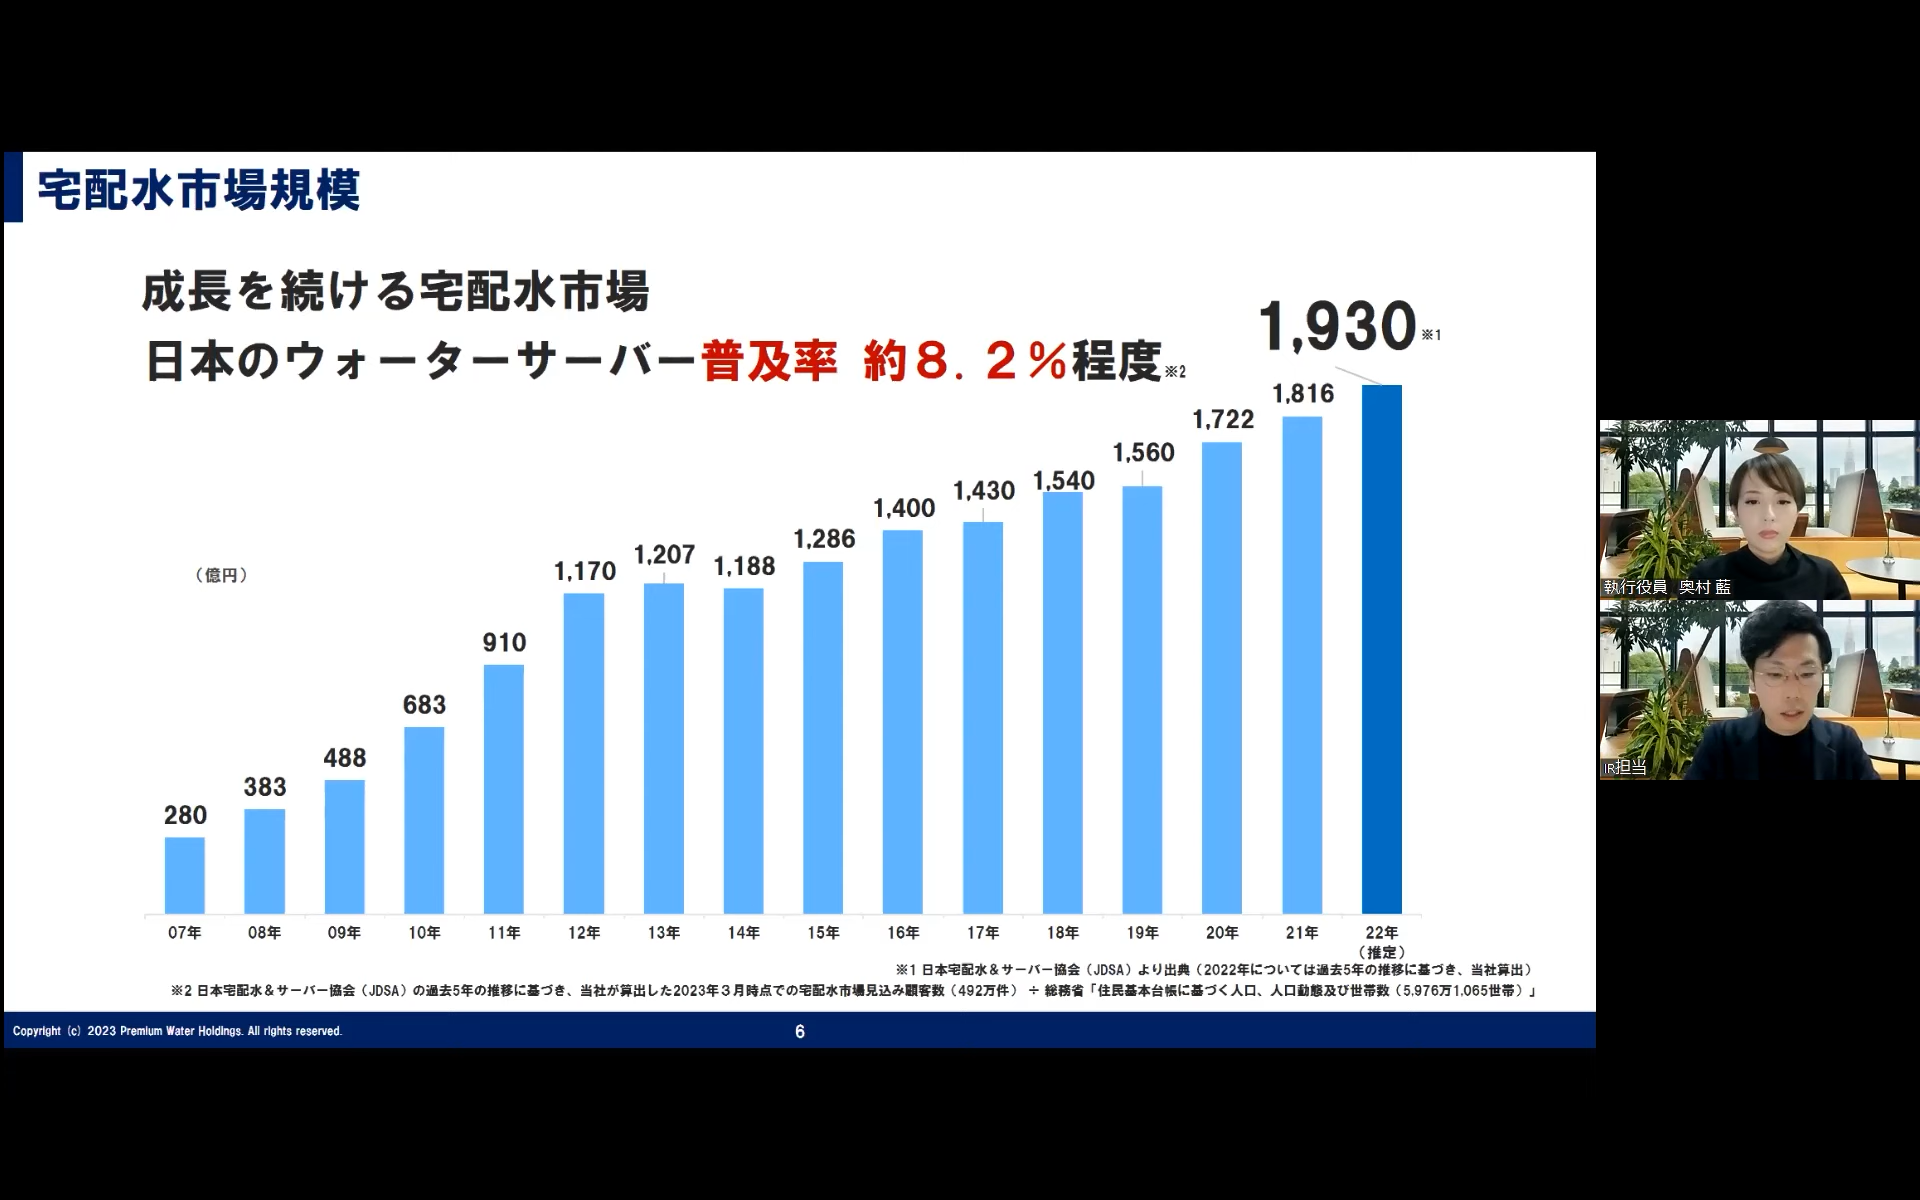 宅配水市場規模
成長を続ける宅配水市場
日本のウォーターサーバー普及率 約8.2%程度※2
1,930※1
（億円）
280
383
488
683
910
1,170
1,207
1,188
1,286
1,400
1,430
1,540
1,560
1,722
1,816
07年
08年
09年
10年
11年
12年
13年
14年
15年
16年
17年
18年
19年
20年
21年
22年
（推定）
※1 日本宅配水＆サーバー協会（JDSA）より出典（2022年については過去5年の推移に基づき、当社算出）
※2 日本宅配水＆サーバー協会（JDSA）の過去5年の推移に基づき、当社が算出した2023年３月時点での宅配水市場見込み顧客数（492万件） ÷ 総務省「住民基本台帳に基づく人口、人口動態及び世帯数（5,976万1,065世帯）」
Copyright (c) 2023 Premium Water Holdings. All rights reserved.
6
執行役員 奥村 藍
IR担当